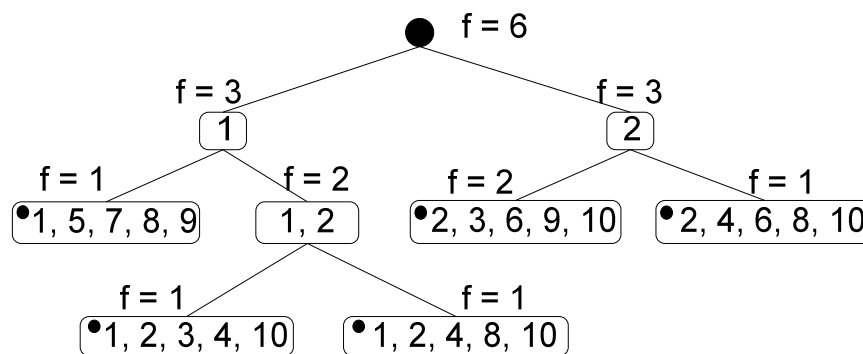 f = 6
f = 3
f = 3
1
2
f = 1
f = 2
f = 2
f = 1
1, 5, 7, 8, 9
1, 2
2, 3, 6, 9, 10
2, 4, 6, 8, 10
f = 1
f = 1
1, 2, 3, 4, 10
1, 2, 4, 8, 10